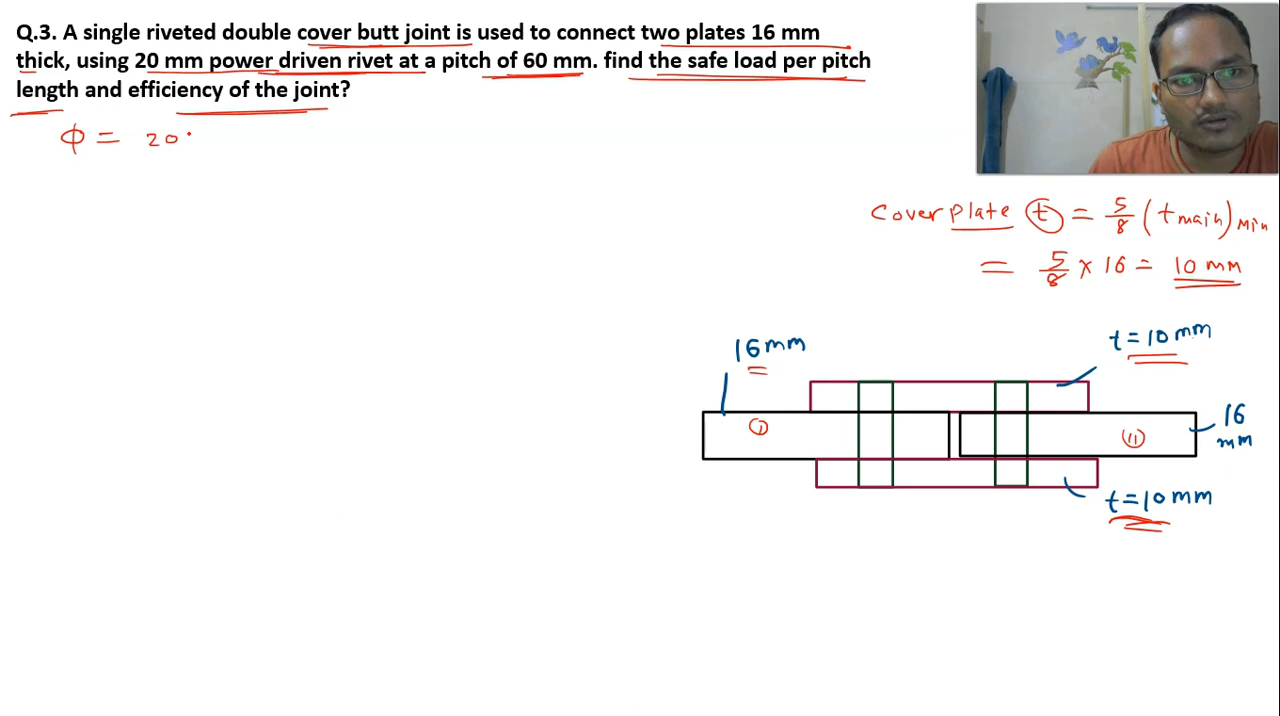 Q.3. A single riveted double cover butt joint is used to connect two plates 16 mm
thick, using 20 mm power driven rivet at a pitch of 60 mm. find the safe load per pitch
length and efficiency of the joint?
ϕ = 20
Cover plate t = 5/8 (t main) Min
= 5/8 × 16 = 10 mm
t = 10 mm
16 mm
16
mm
I
II
t = 10 mm